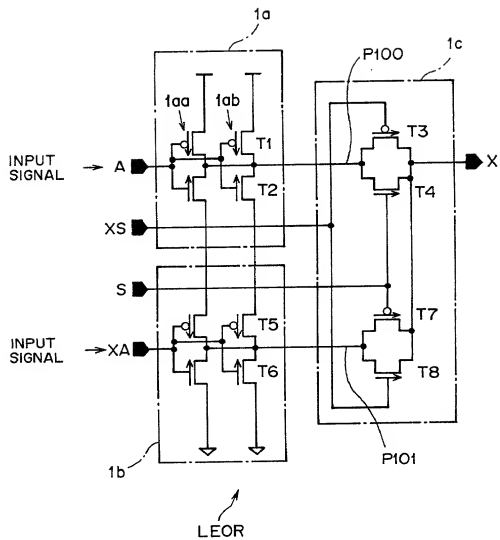 1a
P100
1c
1aa
1ab
T1
T3
INPUT
SIGNAL
→ A
X
T2
T4
XS
S
T5
T7
INPUT
SIGNAL
→ XA
T6
T8
1b
P101
LEOR